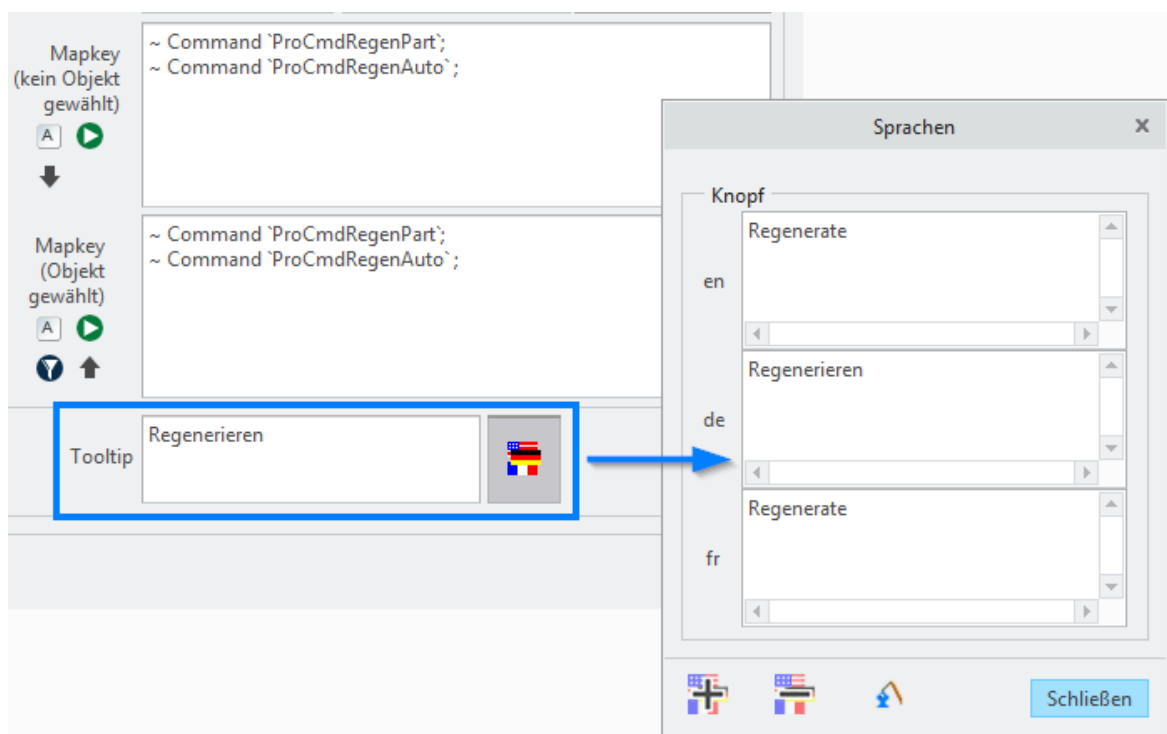 Mapkey
(kein Objekt
gewählt)
A
~ Command `ProCmdRegenPart`;
~ Command `ProCmdRegenAuto` ;
Mapkey
(Objekt
gewählt)
A
~ Command `ProCmdRegenPart`;
~ Command `ProCmdRegenAuto` ;
Tooltip
Regenerieren
Sprachen
x
Knopf
en
Regenerate
de
Regenerieren
fr
Regenerate
Schließen